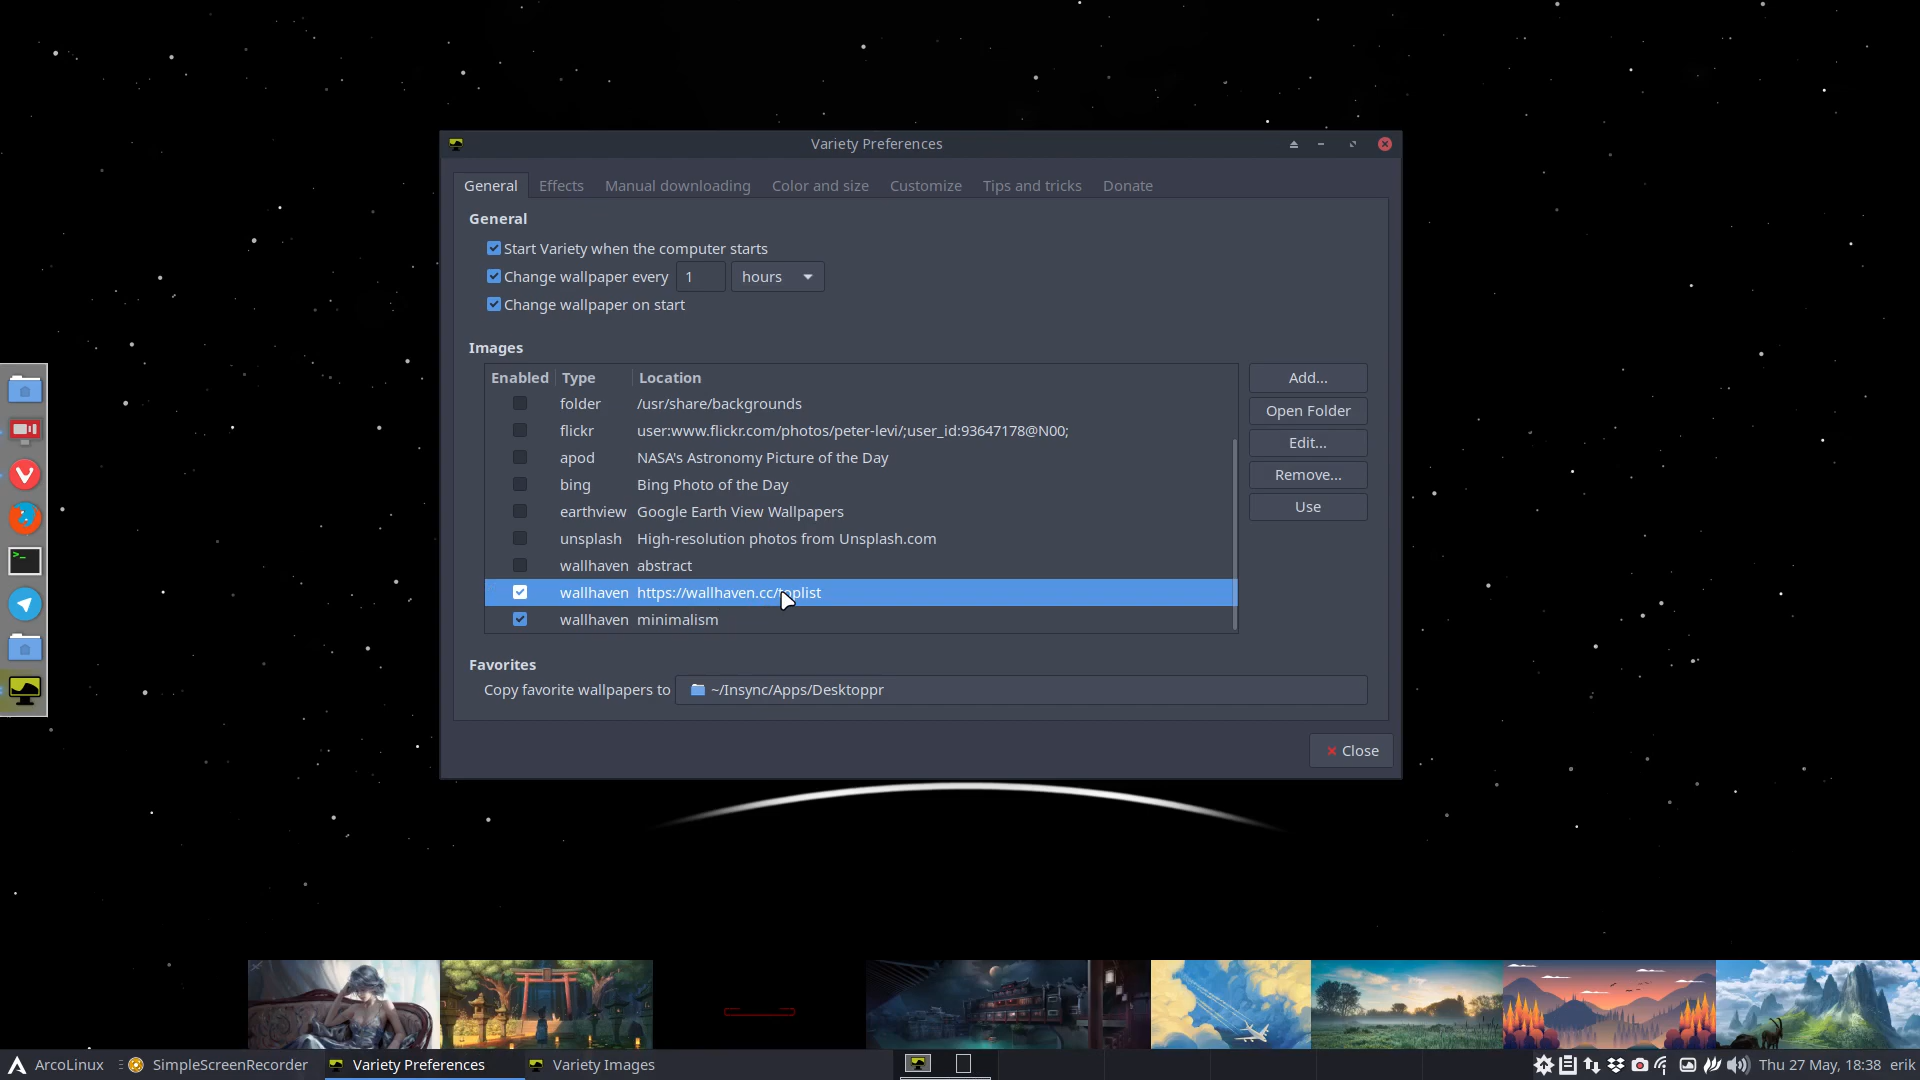 Variety Preferences
General Effects Manual downloading Color and size Customize Tips and tricks Donate
General
Start Variety when the computer starts
Change wallpaper every 1 hours
Change wallpaper on start
Images
Enabled Type Location
Add...
folder /usr/share/backgrounds
Open Folder
flickr user:www.flickr.com/photos/peter-levi/;user_id:93647178@N00;
Edit...
apod NASA's Astronomy Picture of the Day
Remove...
bing Bing Photo of the Day
Use
earthview Google Earth View Wallpapers
unsplash High-resolution photos from Unsplash.com
wallhaven abstract
wallhaven https://wallhaven.cc/toplist
wallhaven minimalism
Favorites
Copy favorite wallpapers to ~/Insync/Apps/Desktoppr
Close
ArcoLinux SimpleScreenRecorder Variety Preferences Variety Images Thu 27 May, 18:38 erik